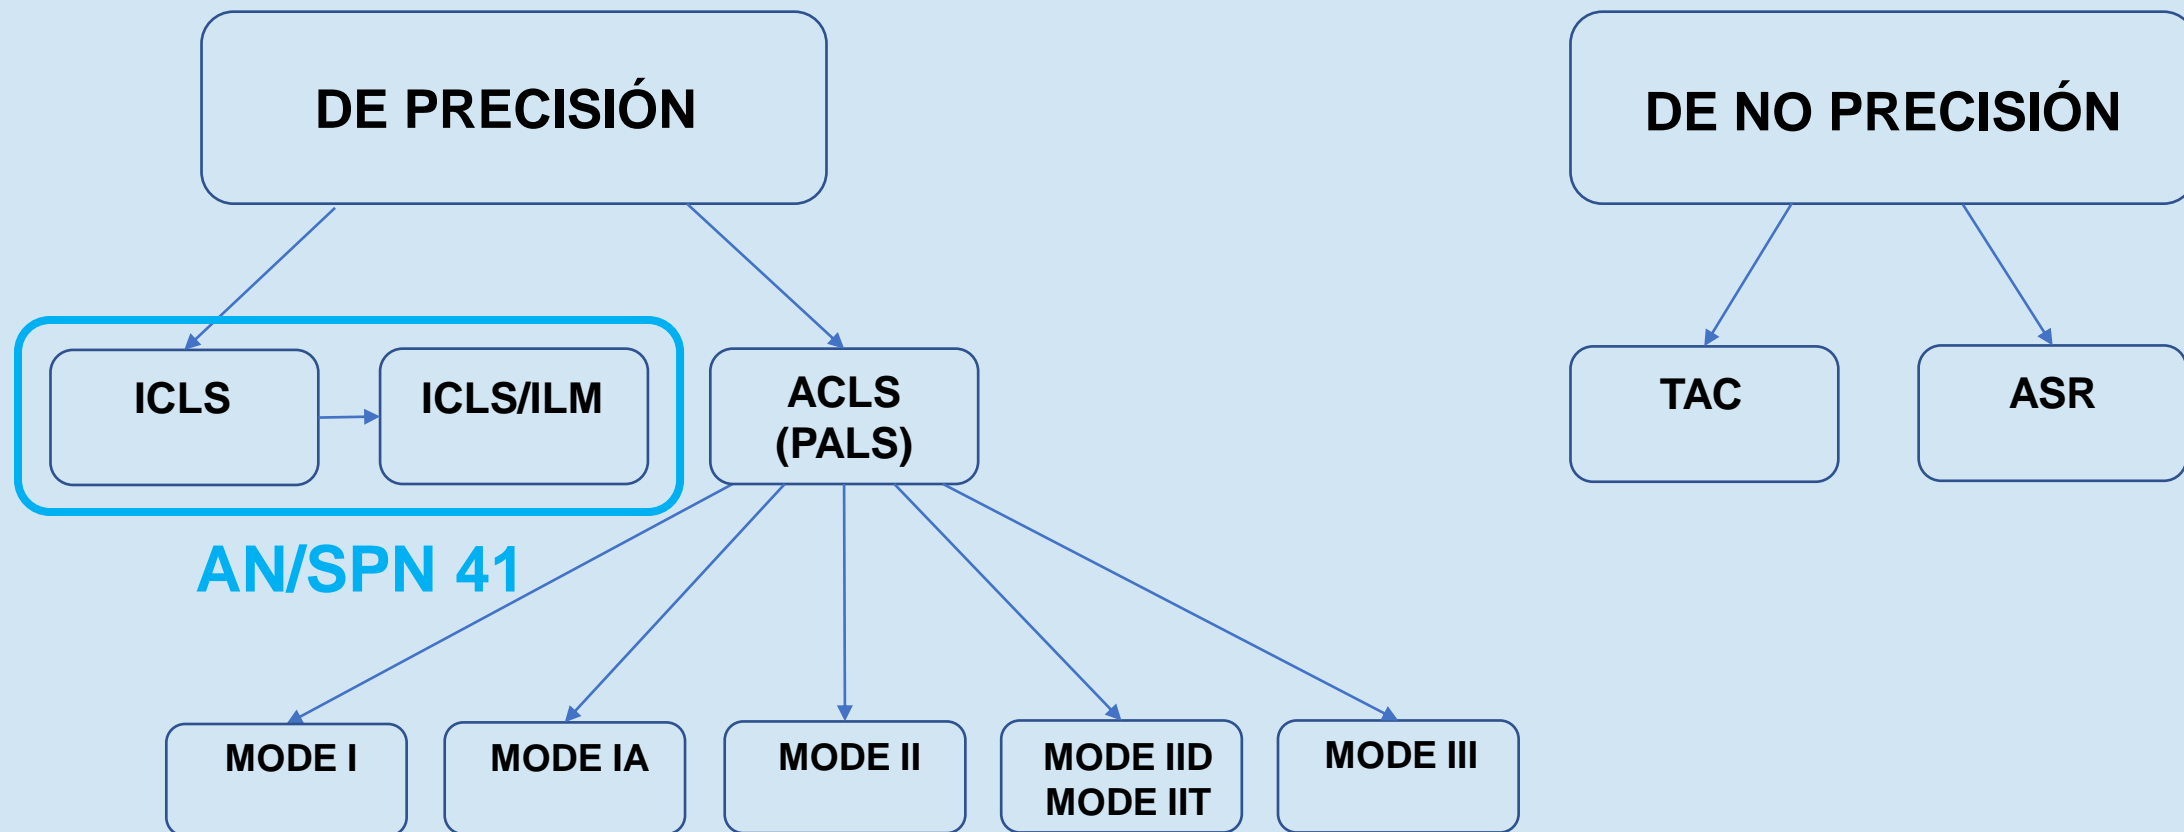 DE PRECISIÓN
DE NO PRECISIÓN
ICLS
ICLS/ILM
ACLS
(PALS)
TAC
ASR
AN/SPN 41
MODE I
MODE IA
MODE II
MODE IID
MODE IIT
MODE III